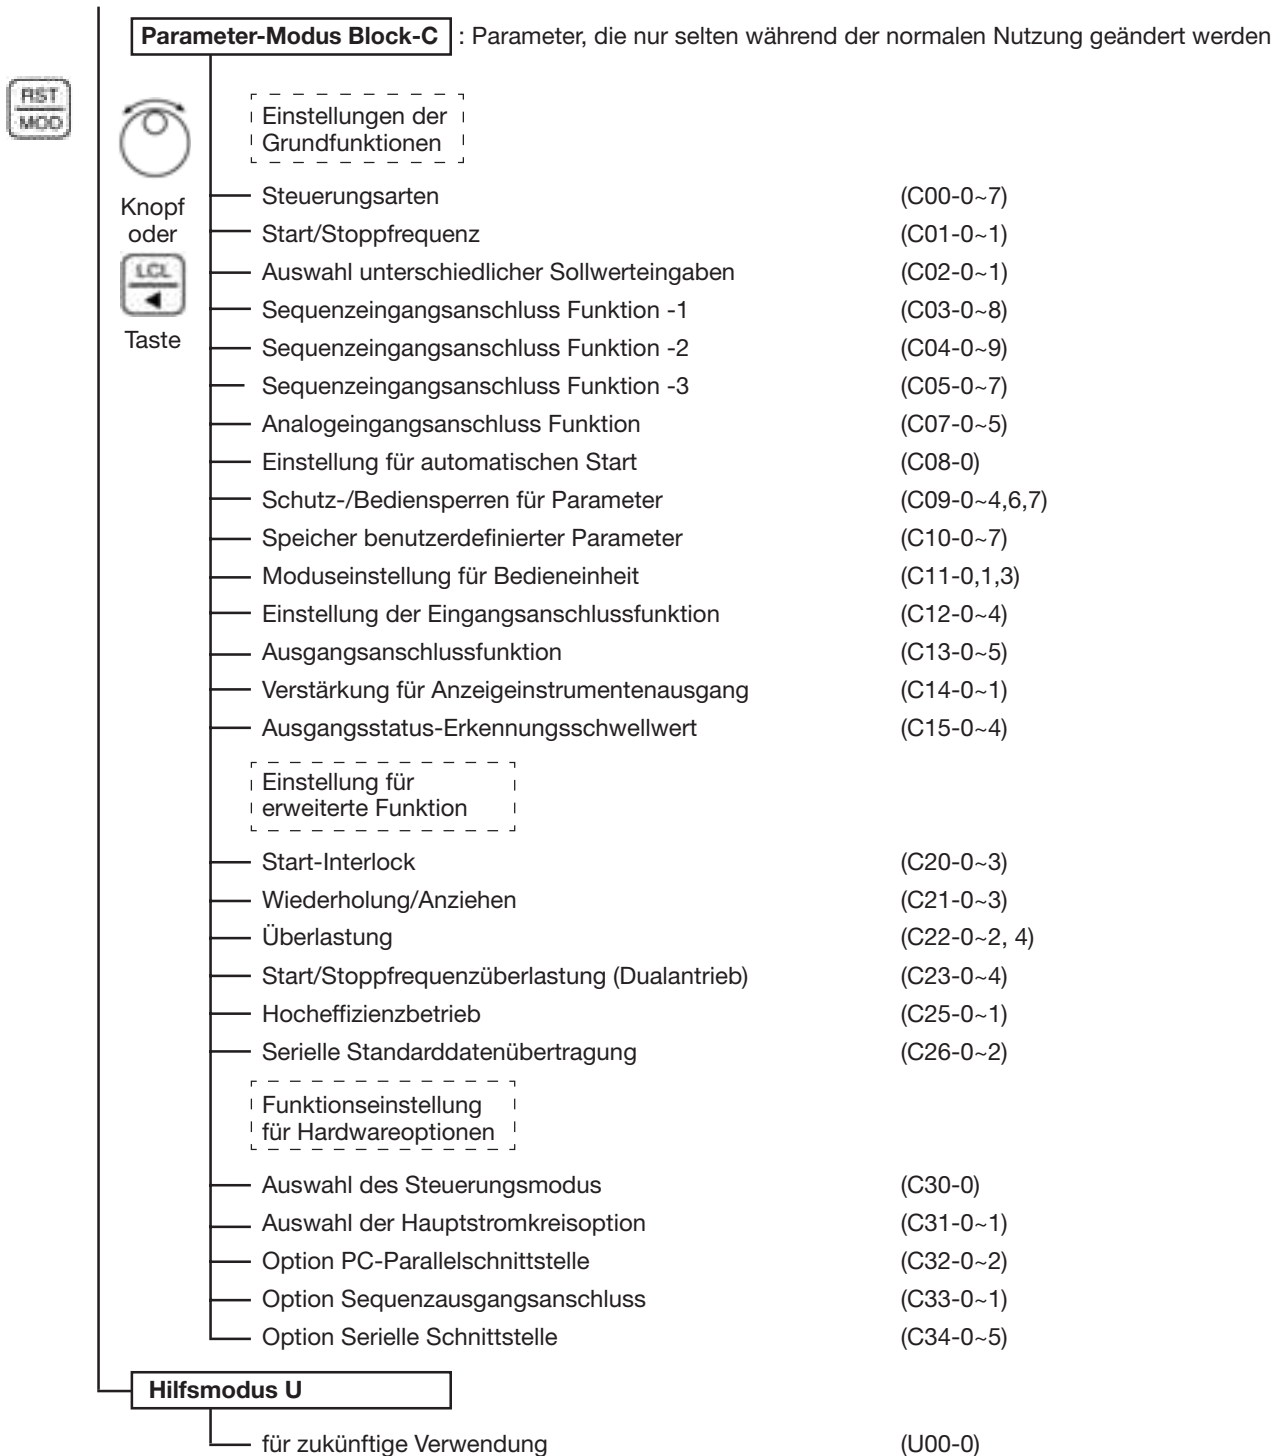 Parameter-Modus Block-C : Parameter, die nur selten während der normalen Nutzung geändert werden
RST
MOD
Einstellungen der
Grundfunktionen
Knopf
oder
LCL
Taste
Steuerungsarten (C00-0~7)
Start/Stoppfrequenz (C01-0~1)
Auswahl unterschiedlicher Sollwerteingaben (C02-0~1)
Sequenzeingangsanschluss Funktion -1 (C03-0~8)
Sequenzeingangsanschluss Funktion -2 (C04-0~9)
Sequenzeingangsanschluss Funktion -3 (C05-0~7)
Analogeingangsanschluss Funktion (C07-0~5)
Einstellung für automatischen Start (C08-0)
Schutz-/Bediensperren für Parameter (C09-0~4,6,7)
Speicher benutzerdefinierter Parameter (C10-0~7)
Moduseinstellung für Bedieneinheit (C11-0,1,3)
Einstellung der Eingangsanschlussfunktion (C12-0~4)
Ausgangsanschlussfunktion (C13-0~5)
Verstärkung für Anzeigeinstrumentenausgang (C14-0~1)
Ausgangsstatus-Erkennungsschwellwert (C15-0~4)
Einstellung für
erweiterte Funktion
Start-Interlock (C20-0~3)
Wiederholung/Anziehen (C21-0~3)
Überlastung (C22-0~2, 4)
Start/Stoppfrequenzüberlastung (Dualantrieb) (C23-0~4)
Hocheffizienzbetrieb (C25-0~1)
Serielle Standarddatenübertragung (C26-0~2)
Funktionseinstellung
für Hardwareoptionen
Auswahl des Steuerungsmodus (C30-0)
Auswahl der Hauptstromkreisoption (C31-0~1)
Option PC-Parallelschnittstelle (C32-0~2)
Option Sequenzausgangsanschluss (C33-0~1)
Option Serielle Schnittstelle (C34-0~5)
Hilfsmodus U
für zukünftige Verwendung (U00-0)